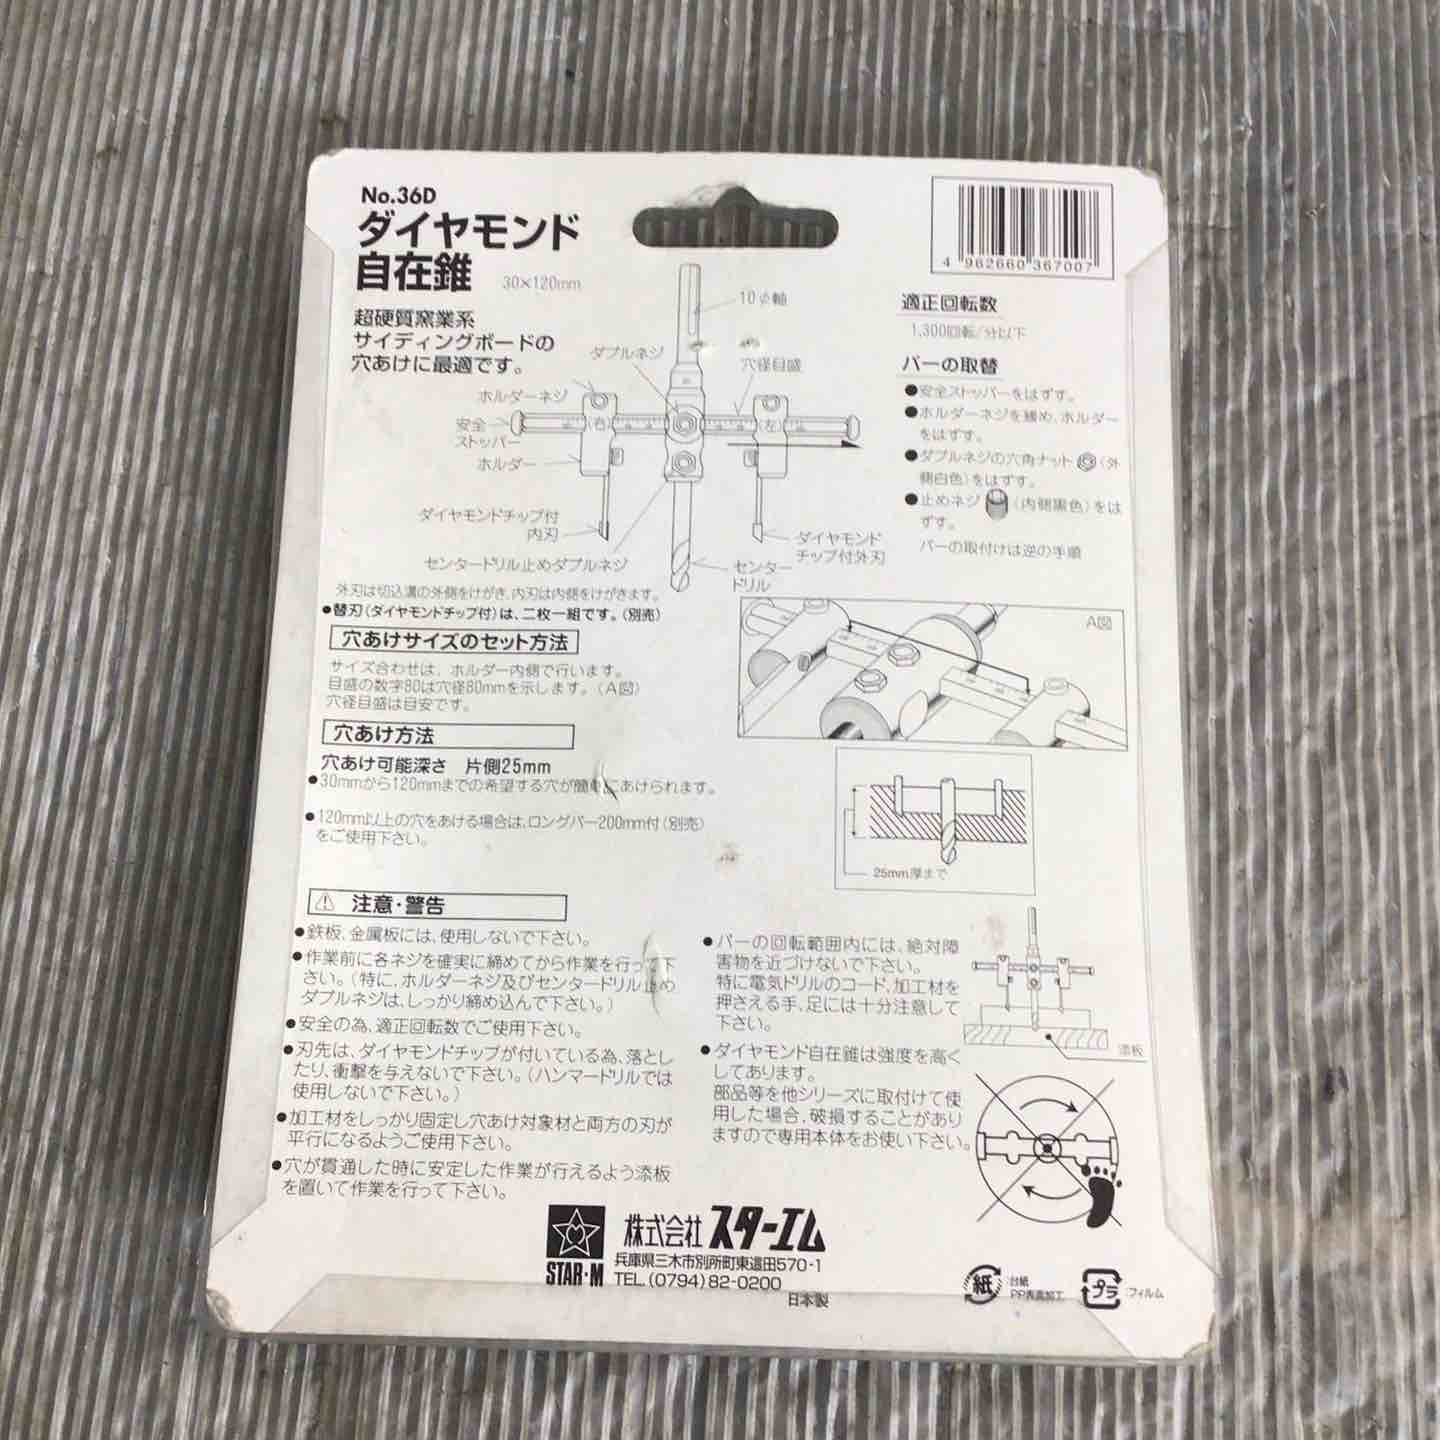 No.36D
ダイヤモンド
自在錐
30×120mm
超硬質窯業系
サイディングボードの
穴あけに最適です。
4 962660 367007
適正回転数
1,300回転/分以下
バーの取替
●安全ストッパーをはずす。
●ホルダーネジを緩め、ホルダー
をはずす。
●ダブルネジの穴角ナット（外
側白色）をはずす。
●止めネジ（内側黒色）をは
ずす。
バーの取付けは逆の手順
10φ軸
ダブルネジ
穴径目盛
ホルダーネジ
安全
ストッパー
（右）
（左）
ホルダー
ダイヤモンドチップ付
内刃
ダイヤモンド
チップ付外刃
センタードリル止めダブルネジ
センター
ドリル
外刃は切込溝の外側をけがき、内刃は内側をけがきます。
●替刃（ダイヤモンドチップ付）は、二枚一組です。（別売）
穴あけサイズのセット方法
サイズ合わせは、ホルダー内側で行います。
目盛の数字80は穴径80mmを示します。（A図）
穴径目盛は目安です。
A図
穴あけ方法
穴あけ可能深さ 片側25mm
●30mmから120mmまでの希望する穴が簡単にあけられます。
●120mm以上の穴をあける場合は、ロングバー200mm付（別売）
をご使用下さい。
25mm厚まで
注意・警告
●鉄板、金属板には、使用しないで下さい。
●作業前に各ネジを確実に締めてから作業を行って下
さい。（特に、ホルダーネジ及びセンタードリル止め
ダブルネジは、しっかり締め込んで下さい。）
●安全の為、適正回転数でご使用下さい。
●刃先は、ダイヤモンドチップが付いている為、落とし
たり、衝撃を与えないで下さい。（ハンマードリルでは
使用しないで下さい。）
●加工材をしっかり固定し穴あけ対象材と両方の刃が
平行になるようご使用下さい。
●穴が貫通した時に安定した作業が行えるよう添板
を置いて作業を行って下さい。
●バーの回転範囲内には、絶対障
害物を近づけないで下さい。
特に電気ドリルのコード、加工材を
押さえる手、足には十分注意して
下さい。
●ダイヤモンド自在錐は強度を高く
してあります。
部品等を他シリーズに取付けて使
用した場合、破損することがあり
ますので専用本体をお使い下さい。
添板
STAR・M
株式会社 スターエム
兵庫県三木市別所町東這田570-1
TEL.(0794)82-0200
日本製
紙
台紙
PP表面加工
プラ
:フィルム